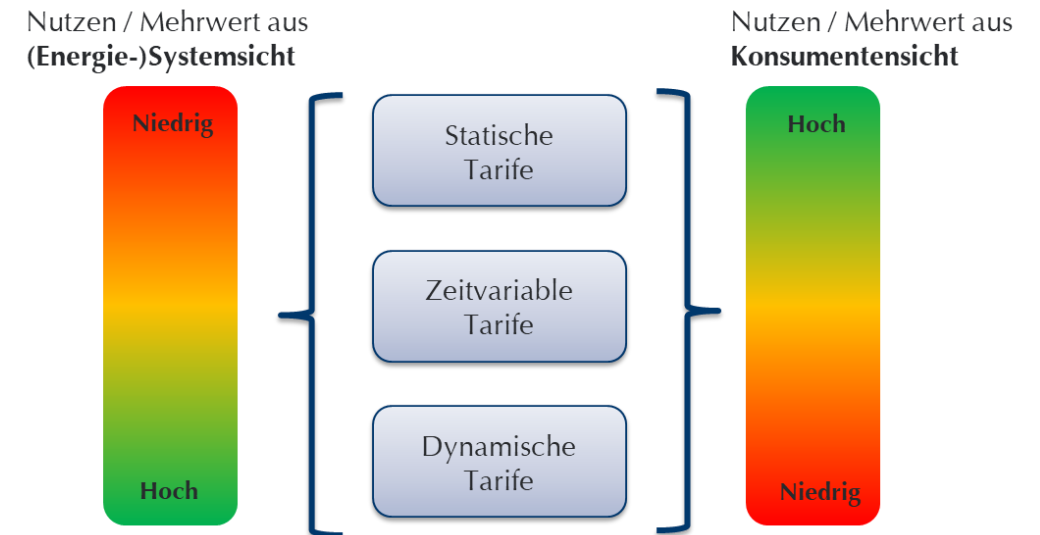 Nutzen / Mehrwert aus
(Energie-)Systemsicht
Niedrig
Hoch
Statische
Tarife
Zeitvariable
Tarife
Dynamische
Tarife
Nutzen / Mehrwert aus
Konsumentensicht
Hoch
Niedrig